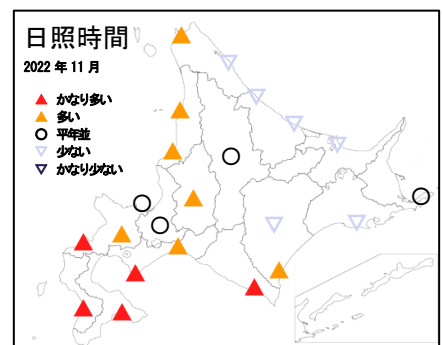 日照時間
2022 年 11 月
かなり多い
多い
平年並
少ない
かなり少ない